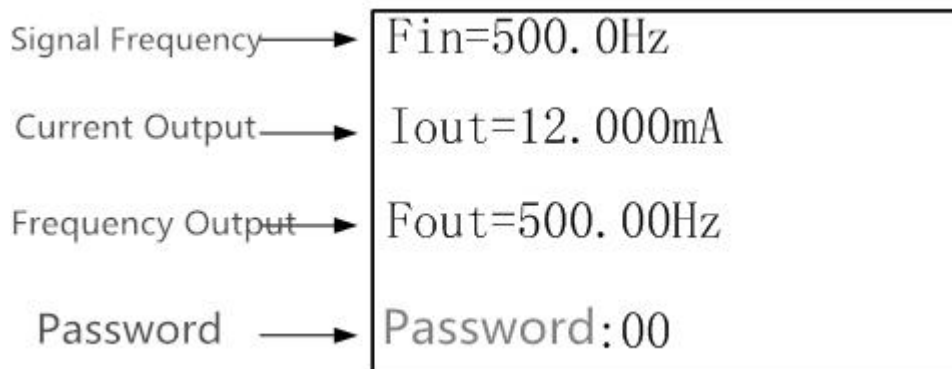 Signal Frequency Fin=500.0Hz
Current Output Iout=12.000mA
Frequency Output Fout=500.00Hz
Password Password:00